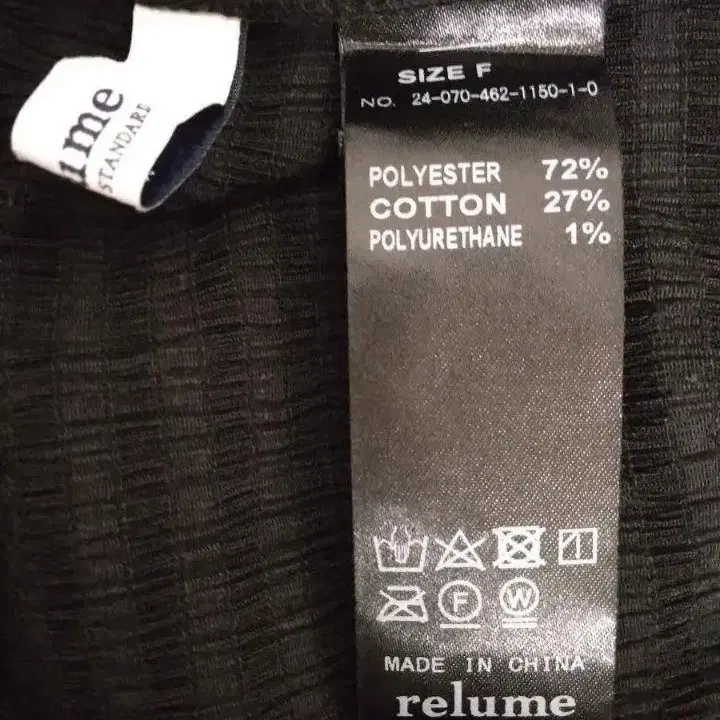 ume
STANDARD
SIZE F
NO. 24-070-462-1150-1-0
POLYESTER 72%
COTTON 27%
POLYURETHANE 1%
F W
MADE IN CHINA
relume